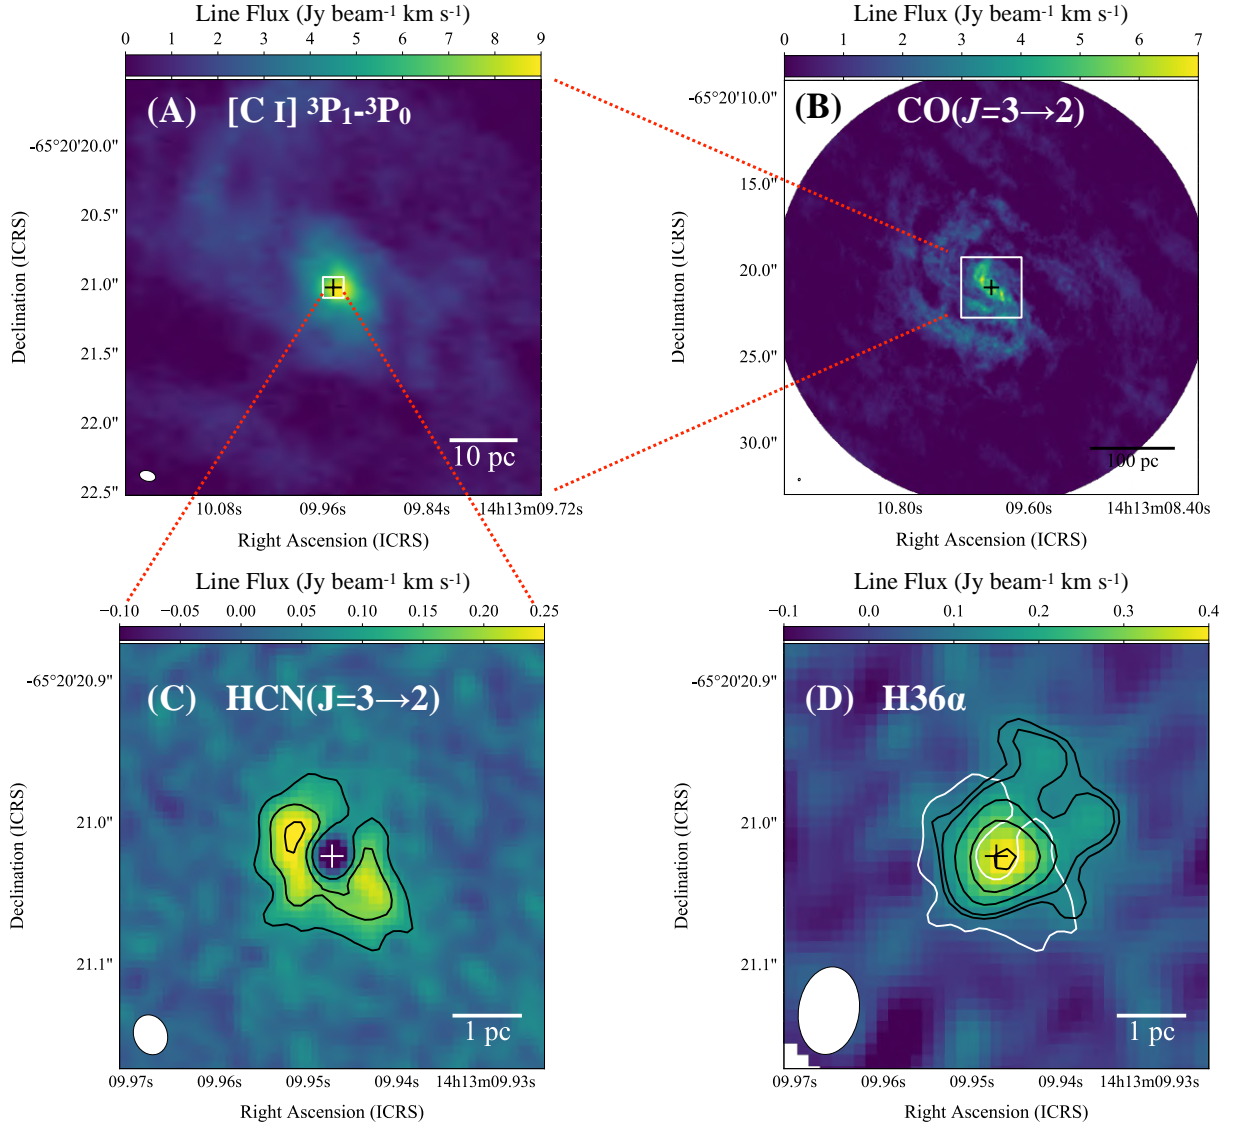 Line Flux (Jy beam⁻¹ km s⁻¹)
0 1 2 3 4 5 6 7 8 9
(A) [C I] ³P₁-³P₀
-65°20'20.0"
20.5"
21.0"
21.5"
22.0"
22.5"
Declination (ICRS)
10 pc
10.08s 09.96s 09.84s 14h13m09.72s
Right Ascension (ICRS)
Line Flux (Jy beam⁻¹ km s⁻¹)
0 1 2 3 4 5 6 7
(B) CO(J=3→2)
-65°20'10.0"
15.0"
20.0"
25.0"
30.0"
Declination (ICRS)
100 pc
10.80s 09.60s 14h13m08.40s
Right Ascension (ICRS)
Line Flux (Jy beam⁻¹ km s⁻¹)
−0.10 −0.05 0.00 0.05 0.10 0.15 0.20 0.25
(C) HCN(J=3→2)
-65°20'20.9"
21.0"
21.1"
Declination (ICRS)
1 pc
09.97s 09.96s 09.95s 09.94s 14h13m09.93s
Right Ascension (ICRS)
Line Flux (Jy beam⁻¹ km s⁻¹)
−0.1 0.0 0.1 0.2 0.3 0.4
(D) H36α
-65°20'20.9"
21.0"
21.1"
Declination (ICRS)
1 pc
09.97s 09.96s 09.95s 09.94s 14h13m09.93s
Right Ascension (ICRS)